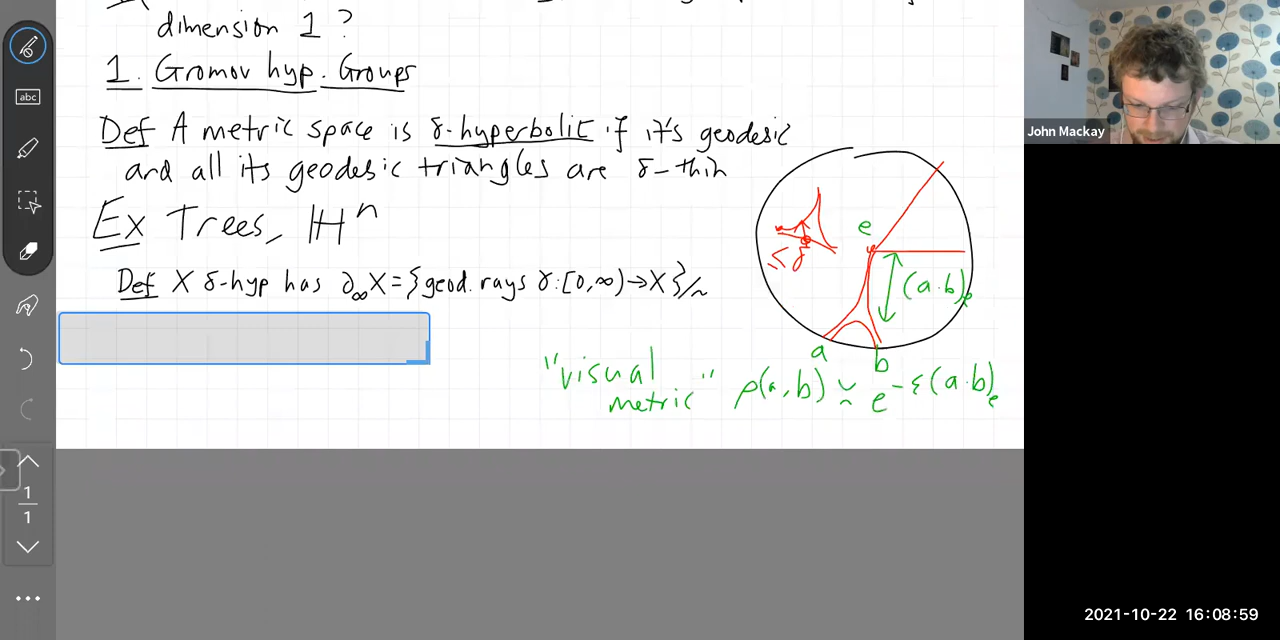 dimension 1 ?
1. Gromov hyp. Groups
Def A metric space is δ-hyperbolic if it's geodesic
and all its geodesic triangles are δ-thin
Ex Trees, ℍⁿ
Def X δ-hyp has ∂∞X = {geod. rays γ:[0,∞)→X}/~
e
≤ δ
(a·b)ₑ
a
b
"visual metric" ρ(a,b) ≍ e^{-ε(a·b)ₑ}
abc
1
1
John Mackay
2021-10-22 16:08:59